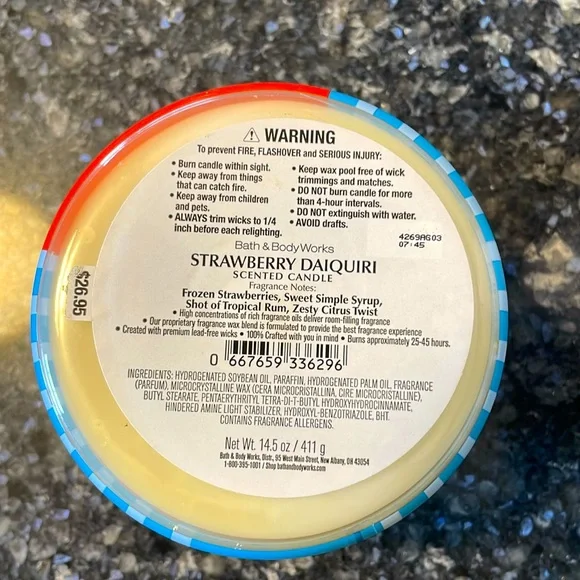 ⚠ WARNING
To prevent FIRE, FLASHOVER and SERIOUS INJURY:
• Burn candle within sight.
• Keep away from things
that can catch fire.
• Keep away from children
and pets.
• ALWAYS trim wicks to 1/4
inch before each relighting.
• Keep wax pool free of wick
trimmings and matches.
• DO NOT burn candle for more
than 4-hour intervals.
• DO NOT extinguish with water.
• AVOID drafts.
4269AG03
07:45
Bath & Body Works
STRAWBERRY DAIQUIRI
SCENTED CANDLE
Fragrance Notes:
Frozen Strawberries, Sweet Simple Syrup,
Shot of Tropical Rum, Zesty Citrus Twist
• High concentrations of rich fragrance oils deliver room-filling fragrance
• Our proprietary fragrance wax blend is formulated to provide the best fragrance experience
• Created with premium lead-free wicks • 100% Crafted with you in mind • Burns approximately 25-45 hours.
$26.95
0 667659 336296
INGREDIENTS: HYDROGENATED SOYBEAN OIL, PARAFFIN, HYDROGENATED PALM OIL, FRAGRANCE
(PARFUM), MICROCRYSTALLINE WAX (CERA MICROCRISTALLINA, CIRE MICROCRISTALLINE),
BUTYL STEARATE, PENTAERYTHRITYL TETRA-DI-T-BUTYL HYDROXYHYDROCINNAMATE,
HINDERED AMINE LIGHT STABILIZER, HYDROXYL-BENZOTRIAZOLE, BHT.
CONTAINS FRAGRANCE ALLERGENS.
Net Wt. 14.5 oz / 411 g
Bath & Body Works, Distr., 95 West Main Street, New Albany, OH 43054
1-800-395-1001 / Shop bathandbodyworks.com